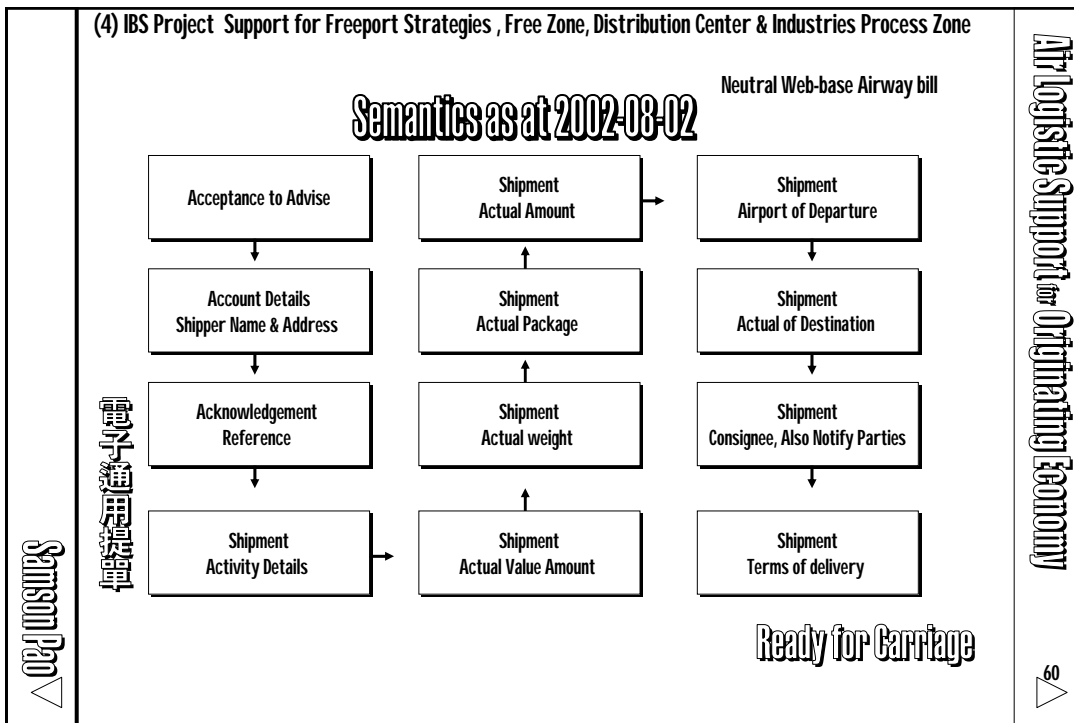 (4) IBS Project Support for Freeport Strategies , Free Zone, Distribution Center & Industries Process Zone
Neutral Web-base Airway bill
Semantics as at 2002-08-02
Acceptance to Advise
Account Details
Shipper Name & Address
Acknowledgement
Reference
Shipment
Activity Details
Shipment
Actual Value Amount
Shipment
Actual weight
Shipment
Actual Package
Shipment
Actual Amount
Shipment
Airport of Departure
Shipment
Actual of Destination
Shipment
Consignee, Also Notify Parties
Shipment
Terms of delivery
Ready for Carriage
電子通用提單
Samson Pao
Air Logistic Support for Originating Economy
60